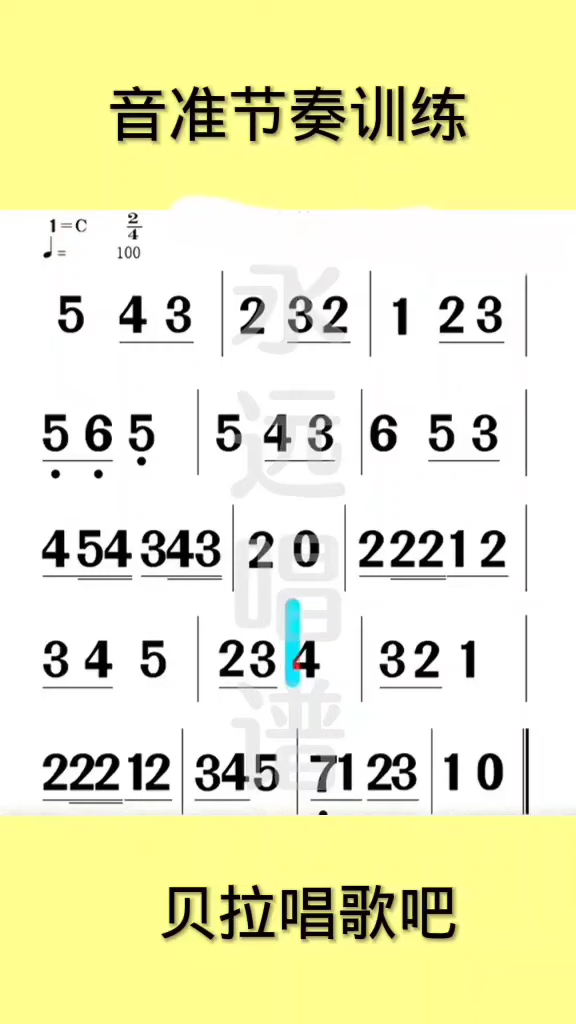 音准节奏训练
1=C 2/4
♩= 100
5 4 3 | 2 3 2 | 1 2 3 |
5̣ 6̣ 5̣ | 5 4 3 | 6 5 3 |
4 5 4 3 4 3 | 2 0 | 2 2 2 1 2 |
3 4 5 | 2 3 4 | 3 2 1 |
2 2 2 1 2 | 3 4 5 | 7̣ 1 2 3 | 1 0 ‖
永远唱谱
贝拉唱歌吧